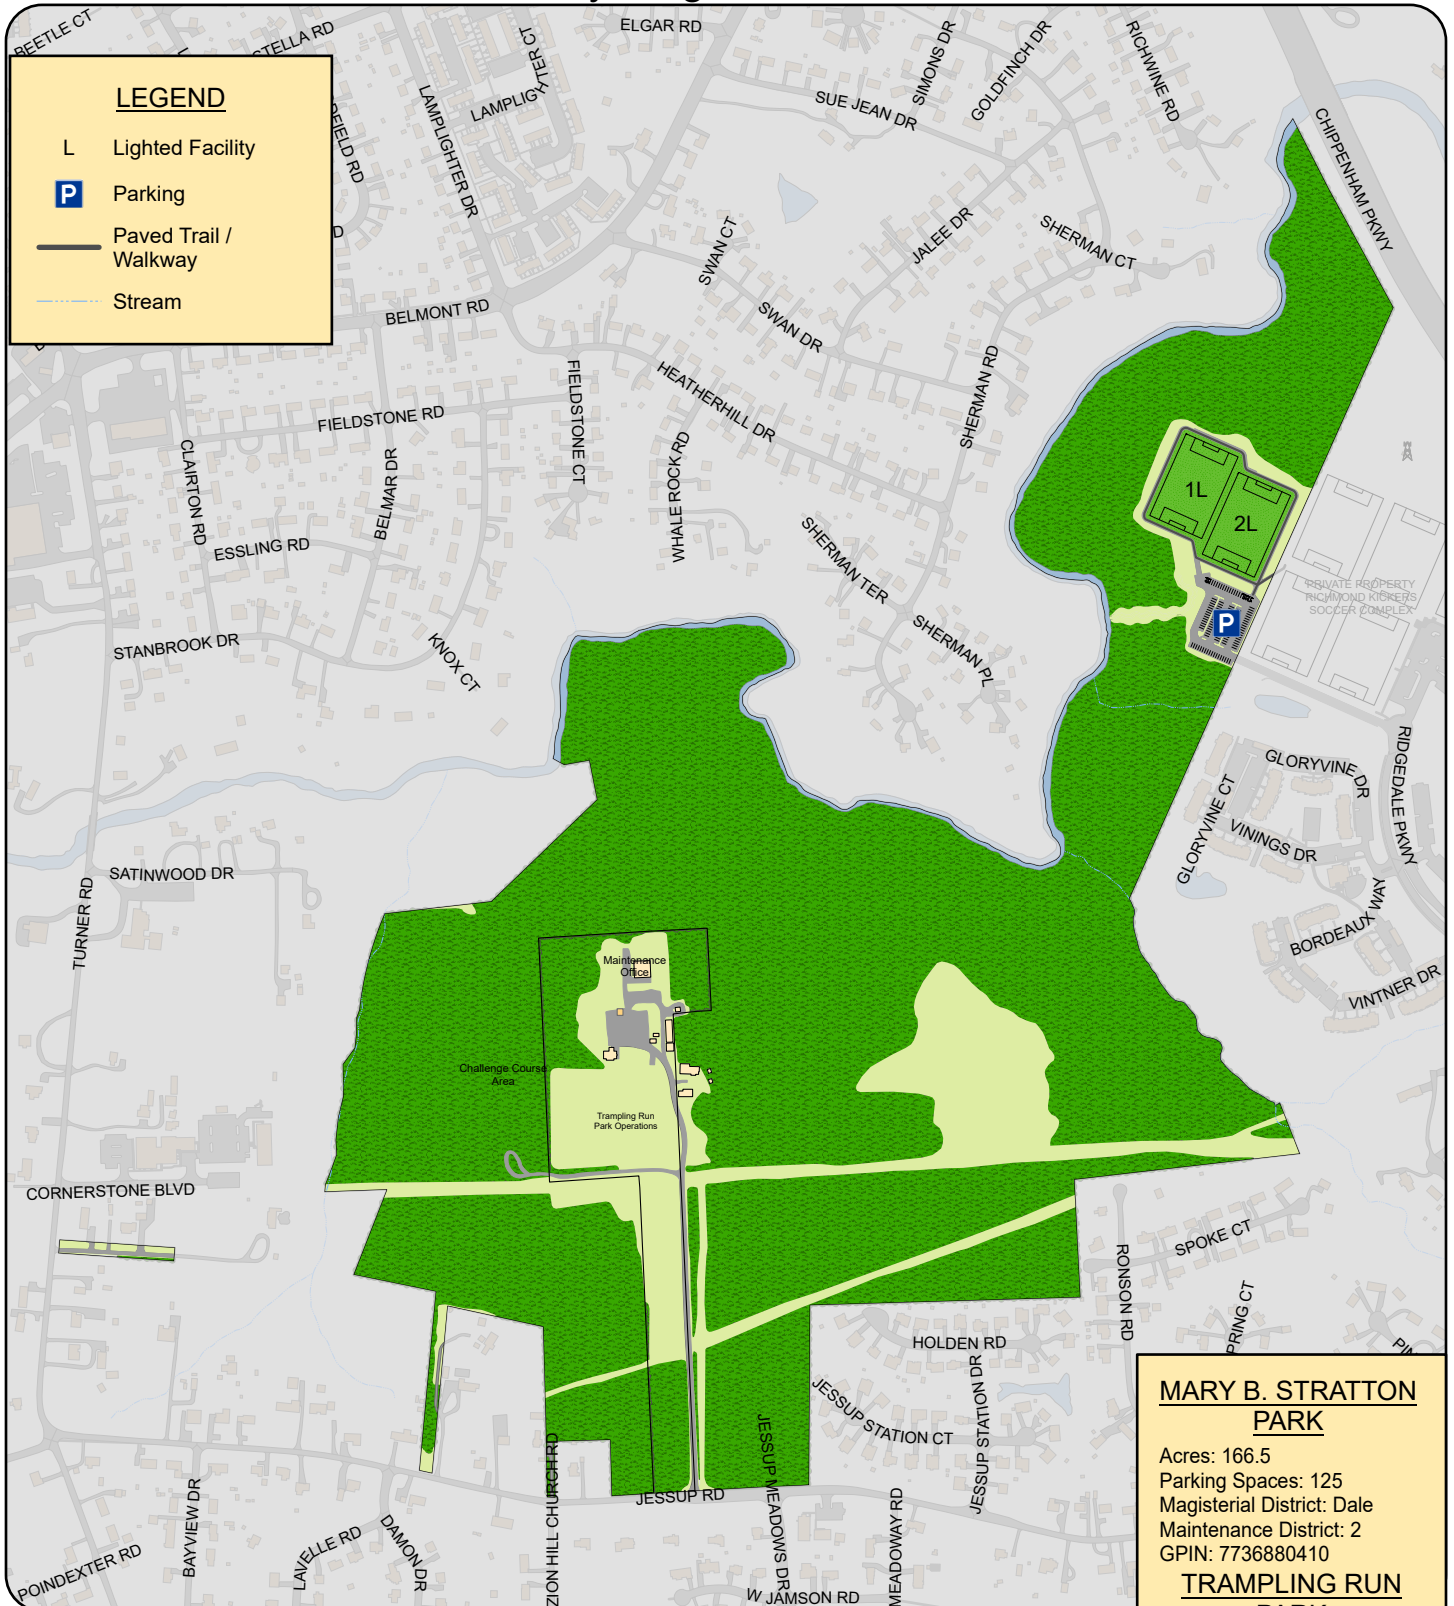 BEETLE CT
STELLA RD
TER CT
ELGAR RD
SIMONS DR
GOLDFINCH DR
RICHWINE RD
LEGEND
L Lighted Facility
P Parking
Paved Trail /
Walkway
Stream
RFIELD RD
LAMPLIGH
LAMPLIGHTER DR
SUE JEAN DR
CHIPPENHAM PKWY
SWAN CT
JALEE DR
SHERMAN CT
BELMONT RD
SWAN DR
HEATHERHILL DR
SHERMAN RD
FIELDSTONE RD
FIELDSTONE CT
CLAIRTON RD
BELMAR DR
WHALE ROCK RD
ESSLING RD
SHERMAN TER
1L
2L
PRIVATE PROPERTY
RICHMOND KICKERS
SOCCER COMPLEX
P
STANBROOK DR
KNOX CT
SHERMAN PL
GLORYVINE DR
RIDGEDALE PKWY
GLORYVINE CT
VININGS DR
SATINWOOD DR
TURNER RD
BORDEAUX WAY
VINTNER DR
Maintenance
Office
Challenge Course
Area
Trampling Run
Park Operations
CORNERSTONE BLVD
SPOKE CT
RONSON RD
PRING CT
HOLDEN RD
JESSUP STATION CT
JESSUP STATION DR
JESSUP MEADOWS DR
JESSUP RD
ZION HILL CHURCH RD
MEADOWAY RD
BAYVIEW DR
LAVELLE RD
DAMON DR
POINDEXTER RD
W JAMSON RD
MARY B. STRATTON
PARK
Acres: 166.5
Parking Spaces: 125
Magisterial District: Dale
Maintenance District: 2
GPIN: 7736880410
TRAMPLING RUN